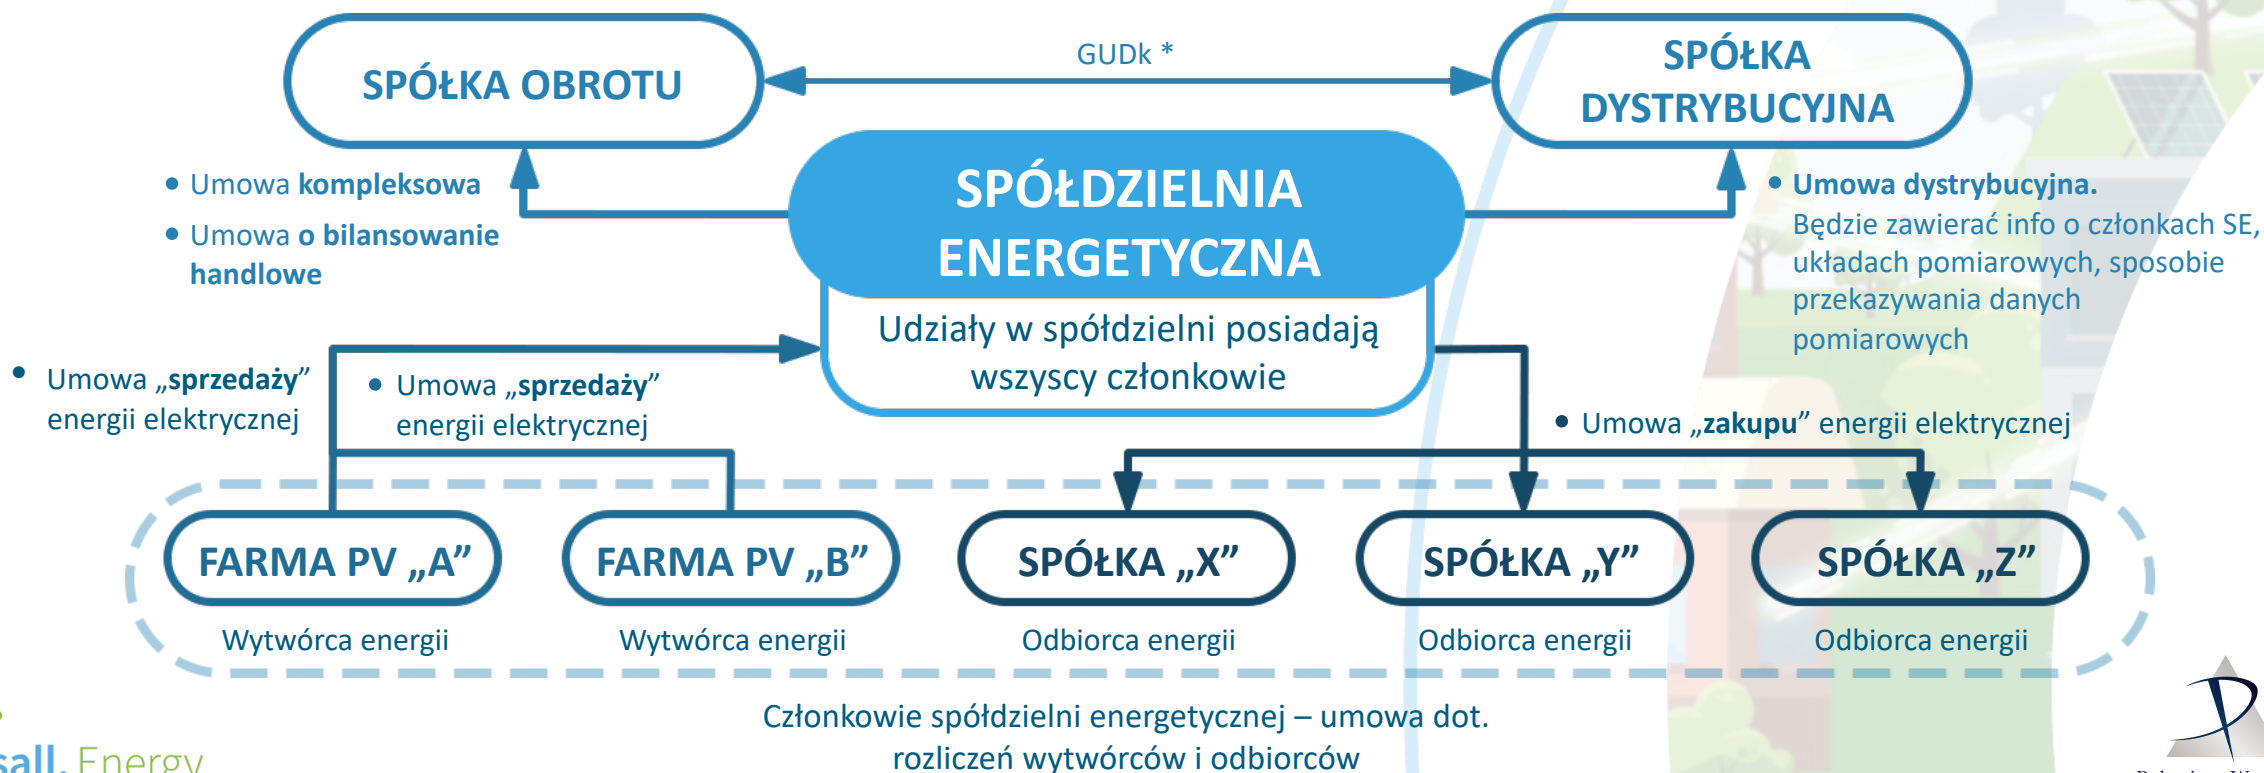 GUDk *
SPÓŁKA OBROTU
SPÓŁKA
DYSTRYBUCYJNA
• Umowa kompleksowa
• Umowa o bilansowanie
handlowe
SPÓŁDZIELNIA
ENERGETYCZNA
Udziały w spółdzielni posiadają
wszyscy członkowie
• Umowa dystrybucyjna.
Będzie zawierać info o członkach SE,
układach pomiarowych, sposobie
przekazywania danych
pomiarowych
• Umowa „sprzedaży”
energii elektrycznej
• Umowa „sprzedaży”
energii elektrycznej
• Umowa „zakupu” energii elektrycznej
FARMA PV „A”
FARMA PV „B”
SPÓŁKA „X”
SPÓŁKA „Y”
SPÓŁKA „Z”
Wytwórca energii
Wytwórca energii
Odbiorca energii
Odbiorca energii
Odbiorca energii
Członkowie spółdzielni energetycznej – umowa dot.
rozliczeń wytwórców i odbiorców
sall. Energy